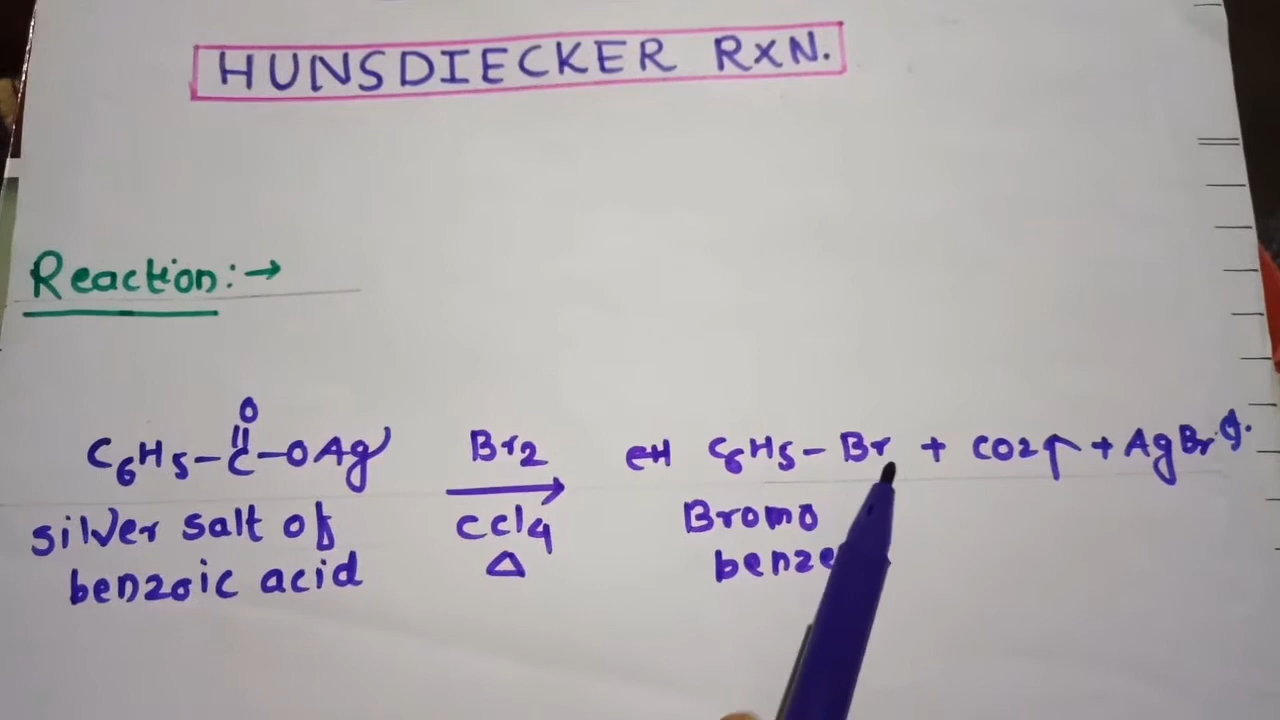 HUNSDIECKER RXN.
Reaction:→
C6H5-C-OAg Br2 C6H5-Br + CO2↑ + AgBr
O
CCl4
Δ
silver salt of
benzoic acid
Bromo